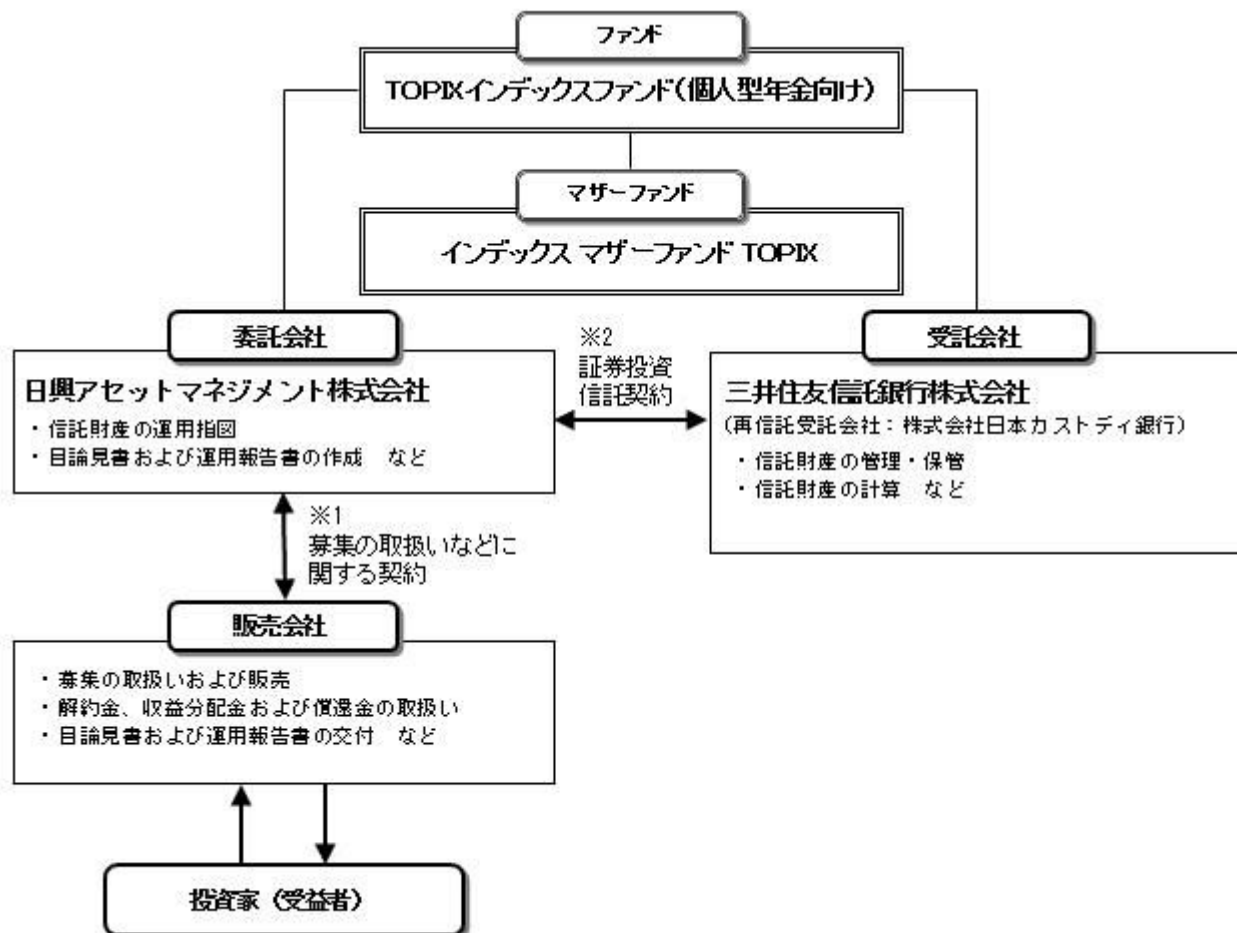 ファンド
TOPIXインデックスファンド(個人型年金向け)
マザーファンド
インデックス マザーファンド TOPIX
委託会社
日興アセットマネジメント株式会社
・信託財産の運用指図
・目論見書および運用報告書の作成 など
※2
証券投資
信託契約
受託会社
三井住友信託銀行株式会社
(再信託受託会社:株式会社日本カストディ銀行)
・信託財産の管理・保管
・信託財産の計算 など
※1
募集の取扱いなどに
関する契約
販売会社
・募集の取扱いおよび販売
・解約金、収益分配金および償還金の取扱い
・目論見書および運用報告書の交付 など
投資家(受益者)